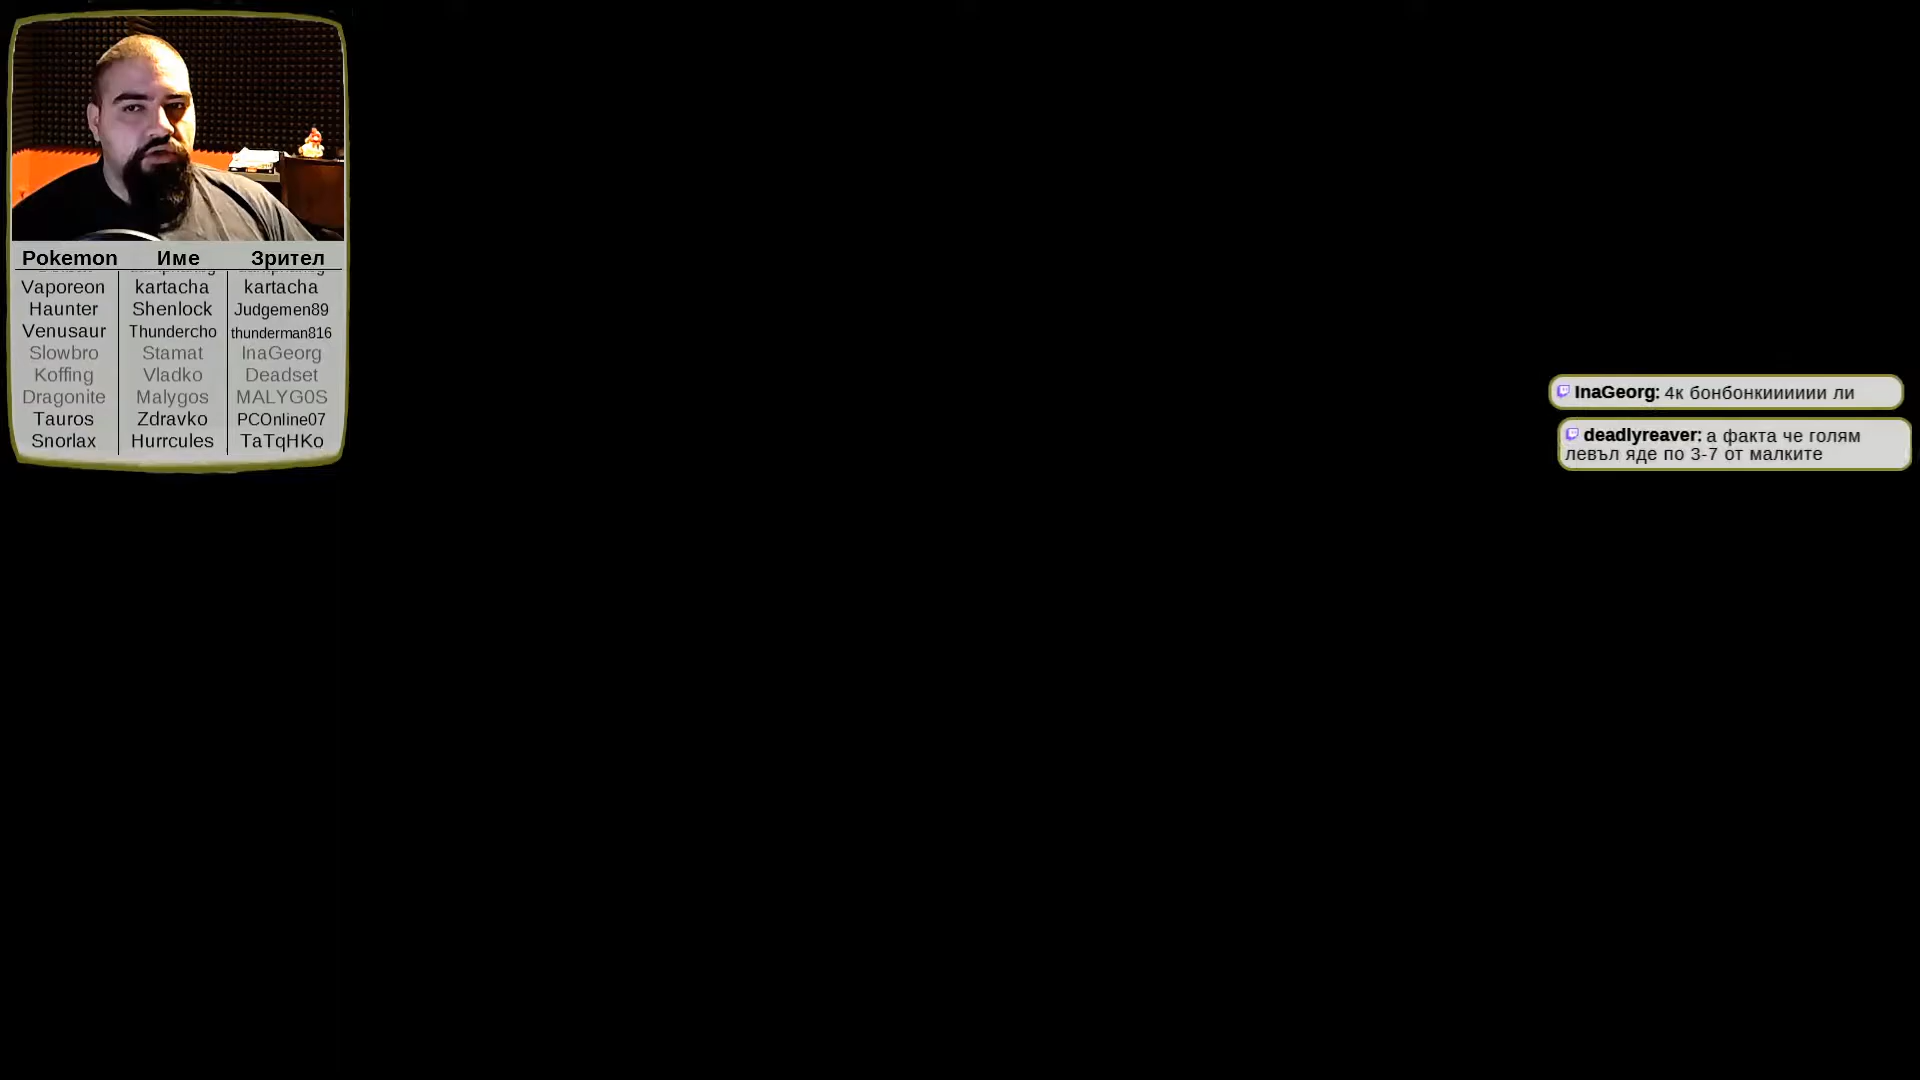 Pokemon Име Зрител
Vaporeon kartacha kartacha
Haunter Shenlock Judgemen89
Venusaur Thundercho thunderman816
Slowbro Stamat InaGeorg
Koffing Vladko Deadset
Dragonite Malygos MALYG0S
Tauros Zdravko PCOnline07
Snorlax Hurrcules TaTqHKo
InaGeorg: 4к бонбонкииииии ли
deadlyreaver: а факта че голям
левъл яде по 3-7 от малките